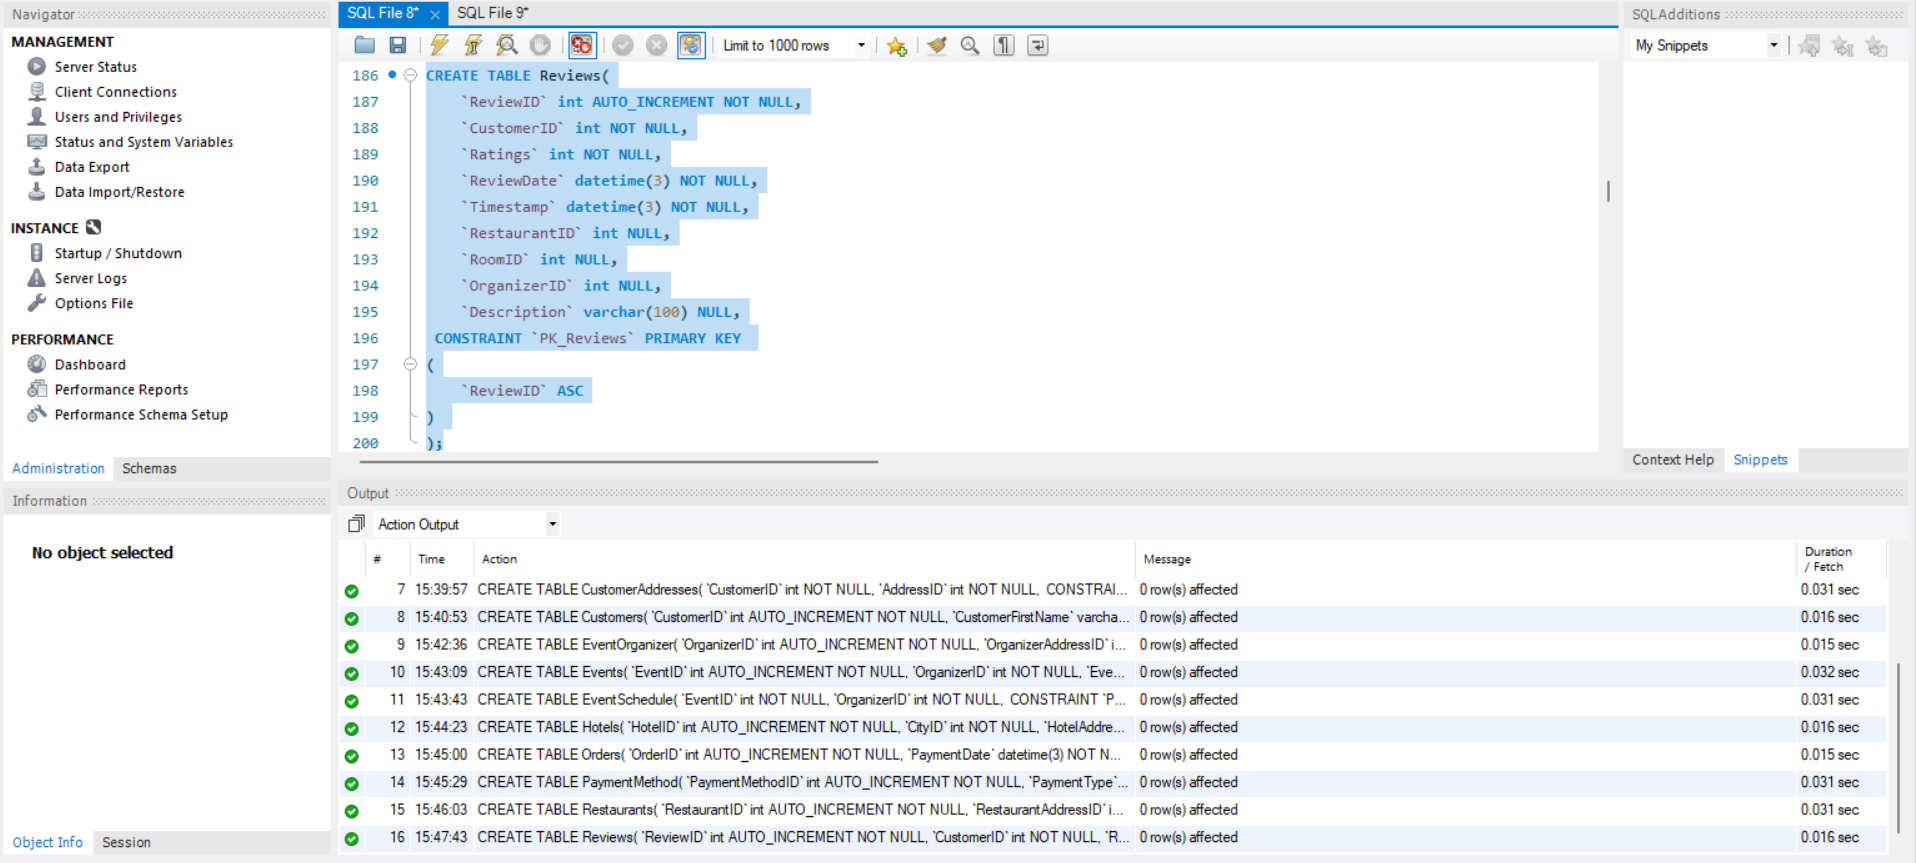 Navigator
MANAGEMENT
Server Status
Client Connections
Users and Privileges
Status and System Variables
Data Export
Data Import/Restore
INSTANCE
Startup / Shutdown
Server Logs
Options File
PERFORMANCE
Dashboard
Performance Reports
Performance Schema Setup
Administration Schemas
Information
No object selected
Object Info Session
SQL File 8* × SQL File 9*
Limit to 1000 rows
186 CREATE TABLE Reviews(
187 `ReviewID` int AUTO_INCREMENT NOT NULL,
188 `CustomerID` int NOT NULL,
189 `Ratings` int NOT NULL,
190 `ReviewDate` datetime(3) NOT NULL,
191 `Timestamp` datetime(3) NOT NULL,
192 `RestaurantID` int NULL,
193 `RoomID` int NULL,
194 `OrganizerID` int NULL,
195 `Description` varchar(100) NULL,
196 CONSTRAINT `PK_Reviews` PRIMARY KEY
197 (
198 `ReviewID` ASC
199 )
200 );
SQLAdditions
My Snippets
Context Help Snippets
Output
Action Output
# Time Action Message Duration / Fetch
7 15:39:57 CREATE TABLE CustomerAddresses( `CustomerID` int NOT NULL, `AddressID` int NOT NULL, CONSTRAI... 0 row(s) affected 0.031 sec
8 15:40:53 CREATE TABLE Customers( `CustomerID` int AUTO_INCREMENT NOT NULL, `CustomerFirstName` varcha... 0 row(s) affected 0.016 sec
9 15:42:36 CREATE TABLE EventOrganizer( `OrganizerID` int AUTO_INCREMENT NOT NULL, `OrganizerAddressID` i... 0 row(s) affected 0.015 sec
10 15:43:09 CREATE TABLE Events( `EventID` int AUTO_INCREMENT NOT NULL, `OrganizerID` int NOT NULL, `Eve... 0 row(s) affected 0.032 sec
11 15:43:43 CREATE TABLE EventSchedule( `EventID` int NOT NULL, `OrganizerID` int NOT NULL, CONSTRAINT `P... 0 row(s) affected 0.031 sec
12 15:44:23 CREATE TABLE Hotels( `HotelID` int AUTO_INCREMENT NOT NULL, `CityID` int NOT NULL, `HotelAddre... 0 row(s) affected 0.016 sec
13 15:45:00 CREATE TABLE Orders( `OrderID` int AUTO_INCREMENT NOT NULL, `PaymentDate` datetime(3) NOT N... 0 row(s) affected 0.015 sec
14 15:45:29 CREATE TABLE PaymentMethod( `PaymentMethodID` int AUTO_INCREMENT NOT NULL, `PaymentType`... 0 row(s) affected 0.031 sec
15 15:46:03 CREATE TABLE Restaurants( `RestaurantID` int AUTO_INCREMENT NOT NULL, `RestaurantAddressID` i... 0 row(s) affected 0.031 sec
16 15:47:43 CREATE TABLE Reviews( `ReviewID` int AUTO_INCREMENT NOT NULL, `CustomerID` int NOT NULL, `R... 0 row(s) affected 0.016 sec